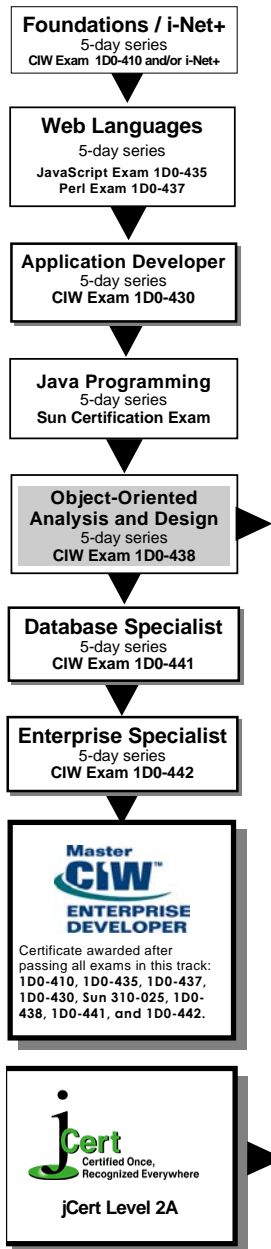 Foundations / i-Net+
5-day series
CIW Exam 1D0-410 and/or i-Net+
Web Languages
5-day series
JavaScript Exam 1D0-435
Perl Exam 1D0-437
Application Developer
5-day series
CIW Exam 1D0-430
Java Programming
5-day series
Sun Certification Exam
Object-Oriented
Analysis and Design
5-day series
CIW Exam 1D0-438
Database Specialist
5-day series
CIW Exam 1D0-441
Enterprise Specialist
5-day series
CIW Exam 1D0-442
Master
CIW™
ENTERPRISE
DEVELOPER
Certificate awarded after
passing all exams in this track:
1D0-410, 1D0-435, 1D0-437,
1D0-430, Sun 310-025, 1D0-
438, 1D0-441, and 1D0-442.
jCert
Certified Once,
Recognized Everywhere
jCert Level 2A